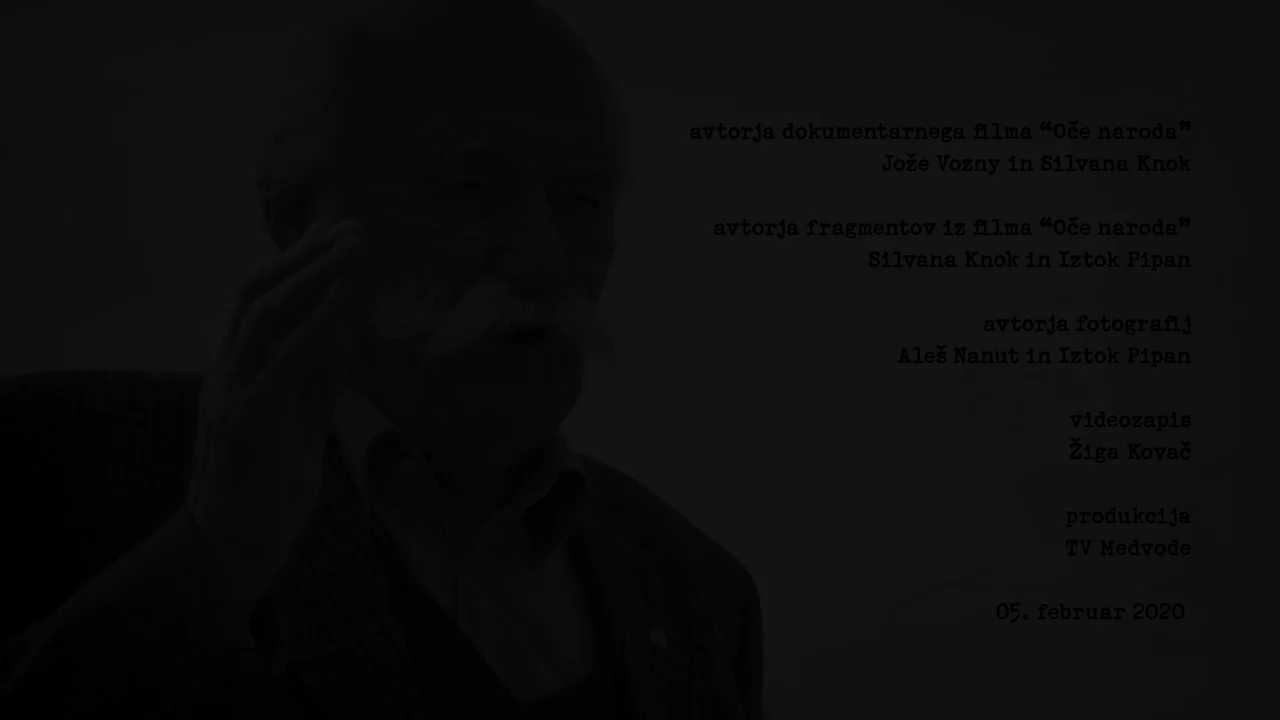 avtorja dokumentarnega filma “Oče naroda”
Jože Vozny in Silvana Knok
avtorja fragmentov iz filma “Oče naroda”
Silvana Knok in Iztok Pipan
avtorja fotografij
Aleš Nanut in Iztok Pipan
videozapis
Žiga Kovač
produkcija
TV Medvode
05. februar 2020